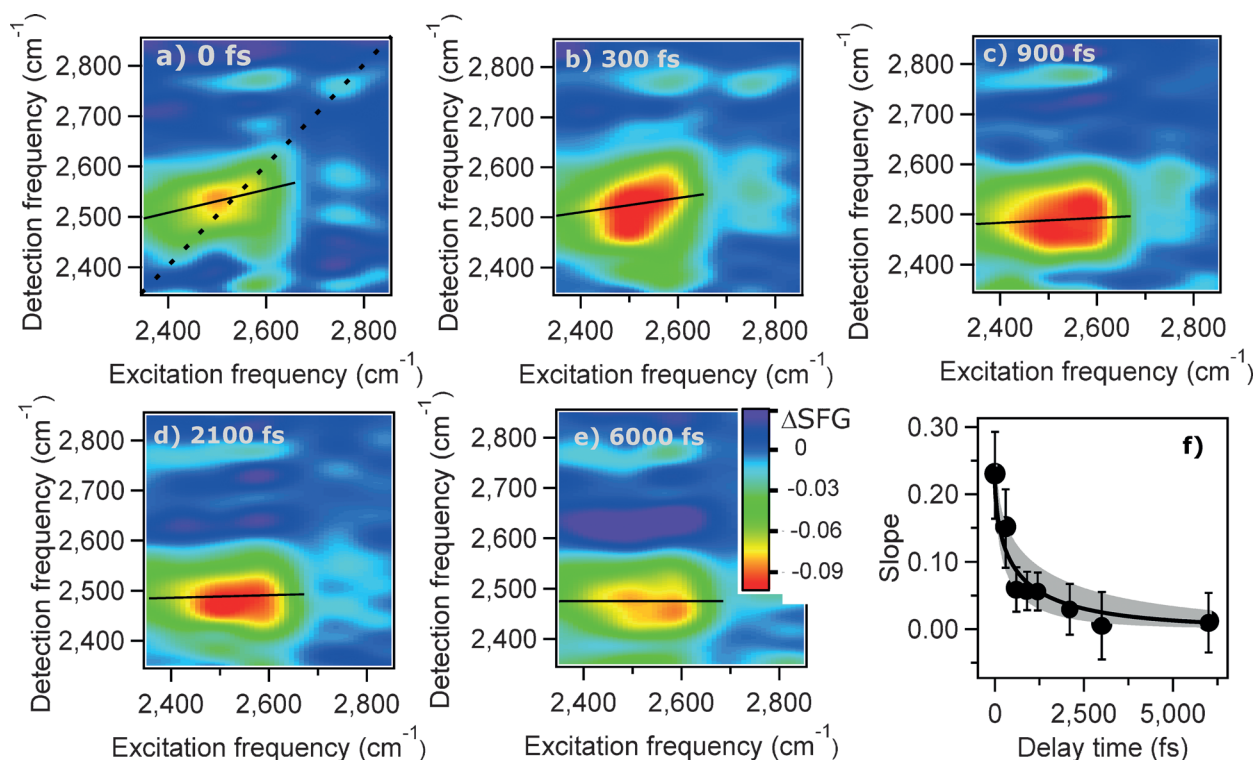 a) 0 fs
Detection frequency (cm⁻¹)
2,800
2,700
2,600
2,500
2,400
2,400
2,600
2,800
Excitation frequency (cm⁻¹)
b) 300 fs
Detection frequency (cm⁻¹)
2,800
2,700
2,600
2,500
2,400
2,400
2,600
2,800
Excitation frequency (cm⁻¹)
c) 900 fs
Detection frequency (cm⁻¹)
2,800
2,700
2,600
2,500
2,400
2,400
2,600
2,800
Excitation frequency (cm⁻¹)
d) 2100 fs
Detection frequency (cm⁻¹)
2,800
2,700
2,600
2,500
2,400
2,400
2,600
2,800
Excitation frequency (cm⁻¹)
e) 6000 fs
Detection frequency (cm⁻¹)
2,800
2,700
2,600
2,500
2,400
2,400
2,600
2,800
Excitation frequency (cm⁻¹)
ΔSFG
0
-0.03
-0.06
-0.09
f)
Slope
0.30
0.20
0.10
0.00
0
2,500
5,000
Delay time (fs)